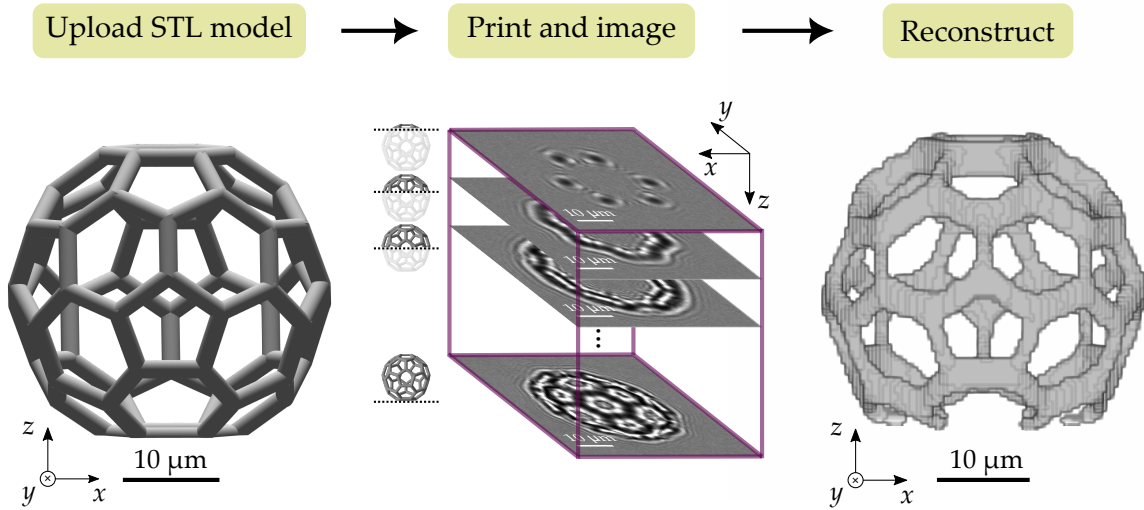 Upload STL model
Print and image
Reconstruct
y
x
z
10 µm
10 µm
10 µm
10 µm
z
y
x
10 µm
z
y
x
10 µm